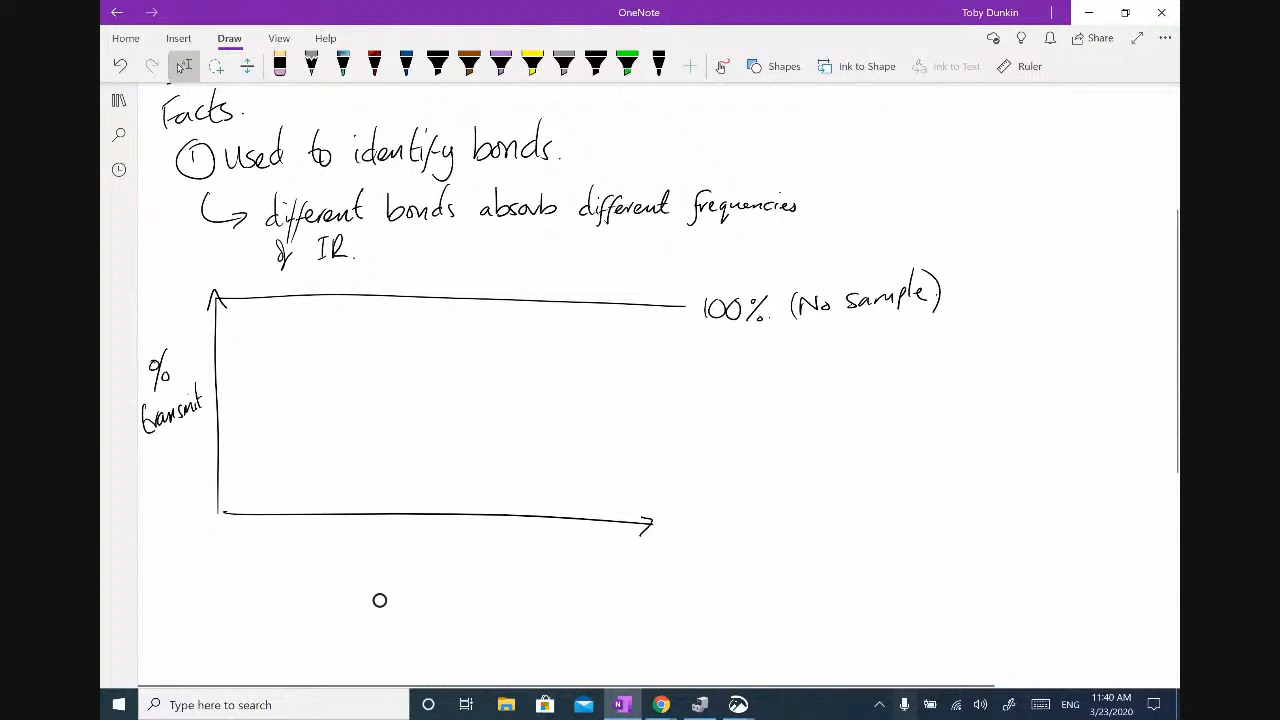 OneNote
Toby Dunkin
Home Insert Draw View Help
Share
Shapes
Ink to Shape
Ink to Text
Ruler
Facts.
① Used to identify bonds.
different bonds absorb different frequencies
of IR.
100%. (No sample.)
%
transmit
Type here to search
ENG
11:40 AM
3/23/2020